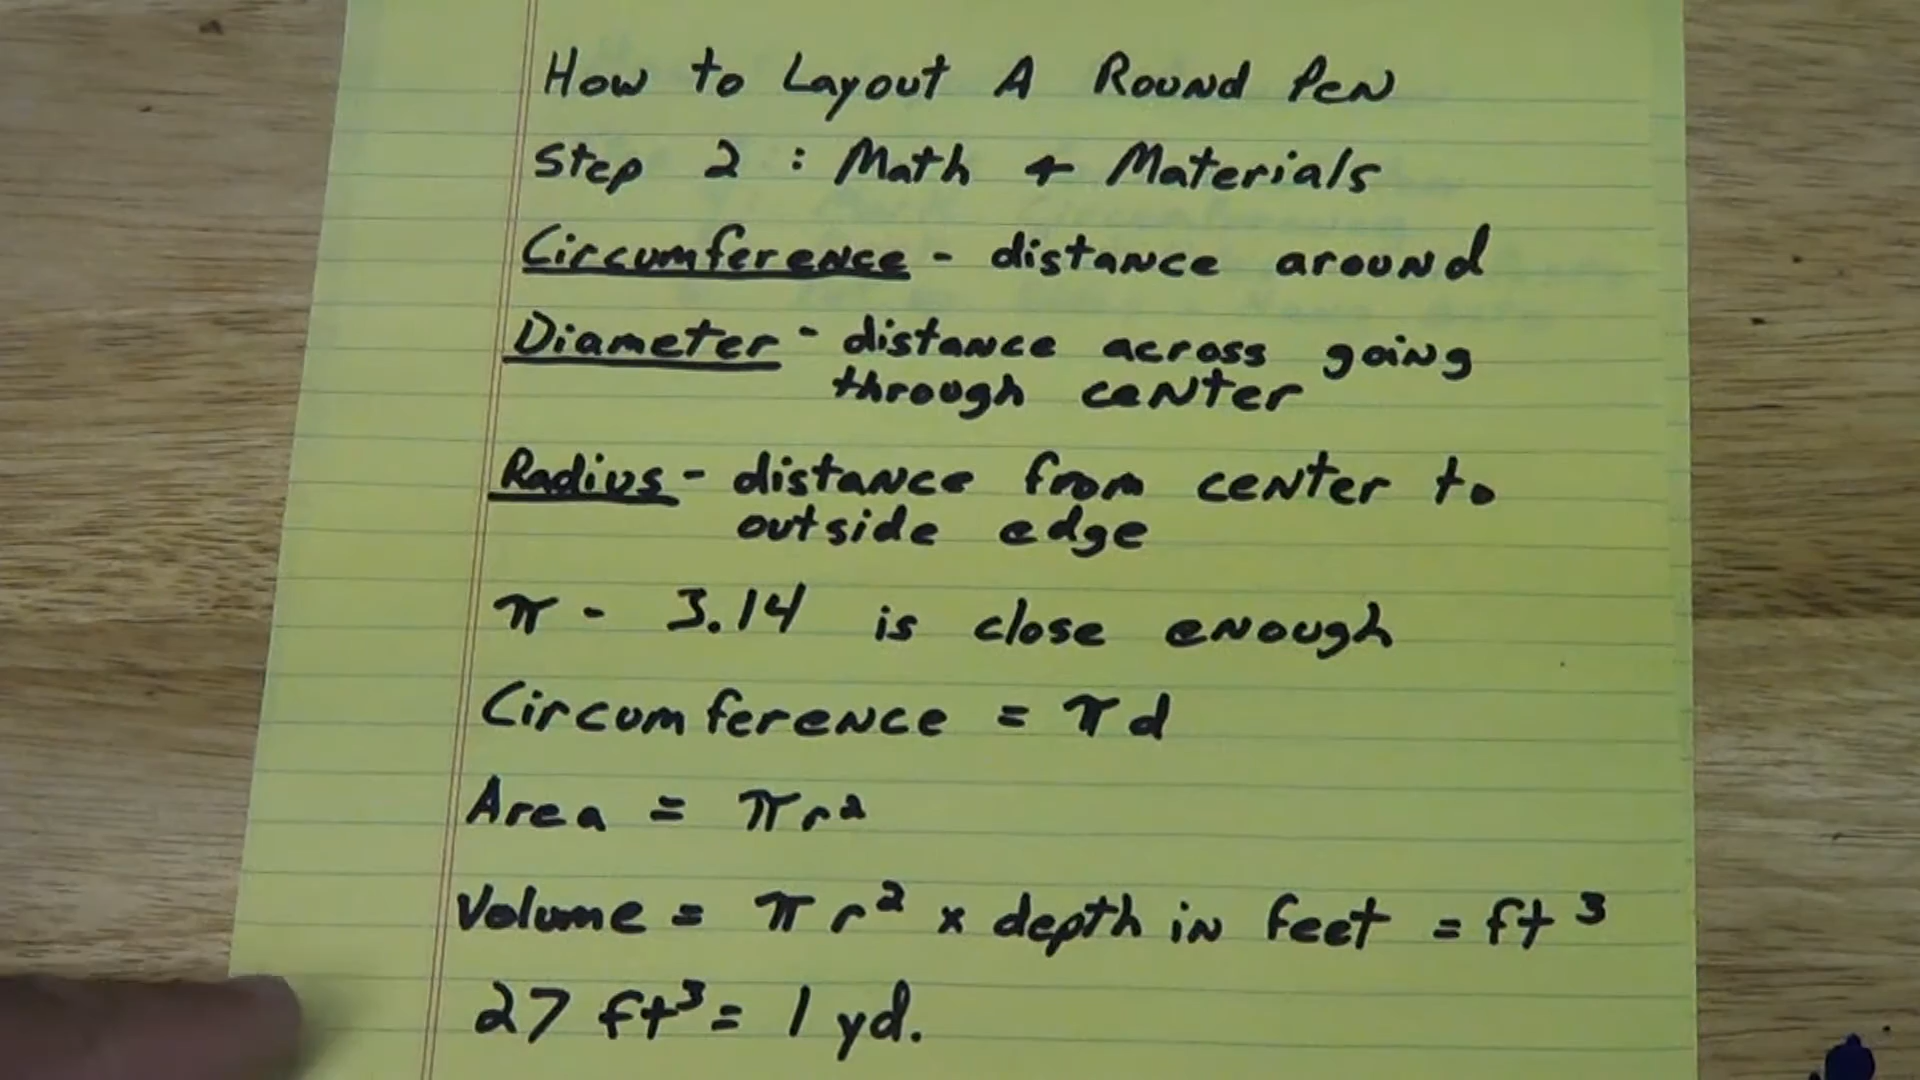 How to Layout A Round Pen
Step 2 : Math & Materials
Circumference - distance around
Diameter - distance across going
through center
Radius - distance from center to
outside edge
π - 3.14 is close enough
Circumference = πd
Area = πr²
Volume = πr² x depth in feet = ft³
27 ft³ = 1 yd.